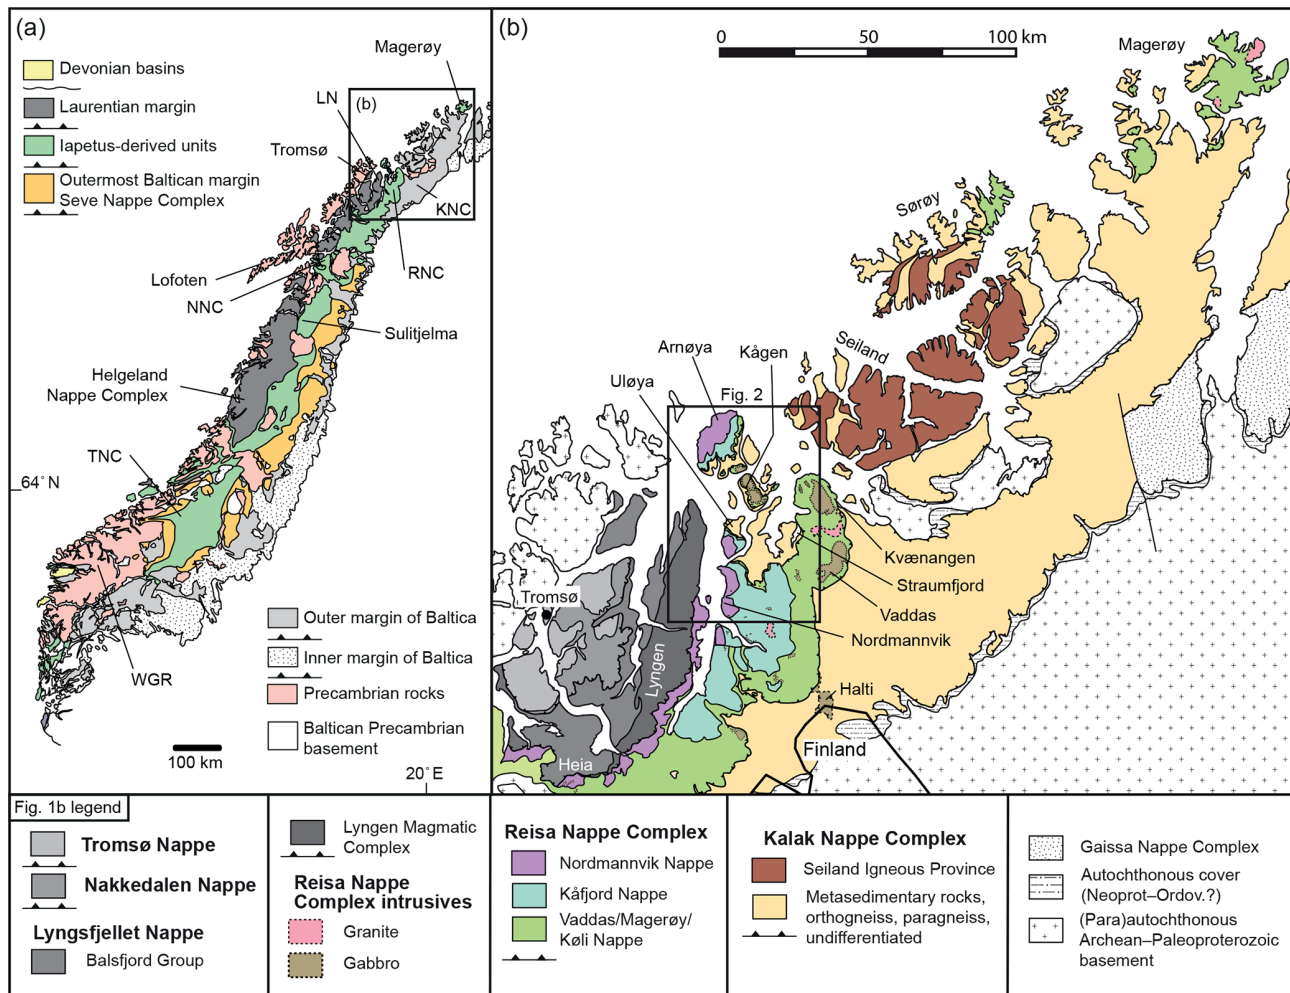 (a)
Devonian basins
Laurentian margin
Iapetus-derived units
Outermost Baltican margin
Seve Nappe Complex
Magerøy
LN
(b)
Tromsø
KNC
Lofoten
RNC
NNC
Sulitjelma
Helgeland
Nappe Complex
TNC
64°N
WGR
Outer margin of Baltica
Inner margin of Baltica
Precambrian rocks
Baltican Precambrian
basement
100 km
20°E
(b)
0 50 100 km
Magerøy
Sørøy
Seiland
Arnøya
Kågen
Uløya
Fig. 2
Kvænangen
Straumfjord
Vaddas
Nordmannvik
Tromsø
Lyngen
Halti
Heia
Finland
Fig. 1b legend
Tromsø Nappe
Nakkedalen Nappe
Lyngsfjellet Nappe
Balsfjord Group
Lyngen Magmatic
Complex
Reisa Nappe
Complex intrusives
Granite
Gabbro
Reisa Nappe Complex
Nordmannvik Nappe
Kåfjord Nappe
Vaddas/Magerøy/
Køli Nappe
Kalak Nappe Complex
Seiland Igneous Province
Metasedimentary rocks,
orthogneiss, paragneiss,
undifferentiated
Gaissa Nappe Complex
Autochthonous cover
(Neoprot–Ordov.?)
(Para)autochthonous
Archean–Paleoproterozoic
basement